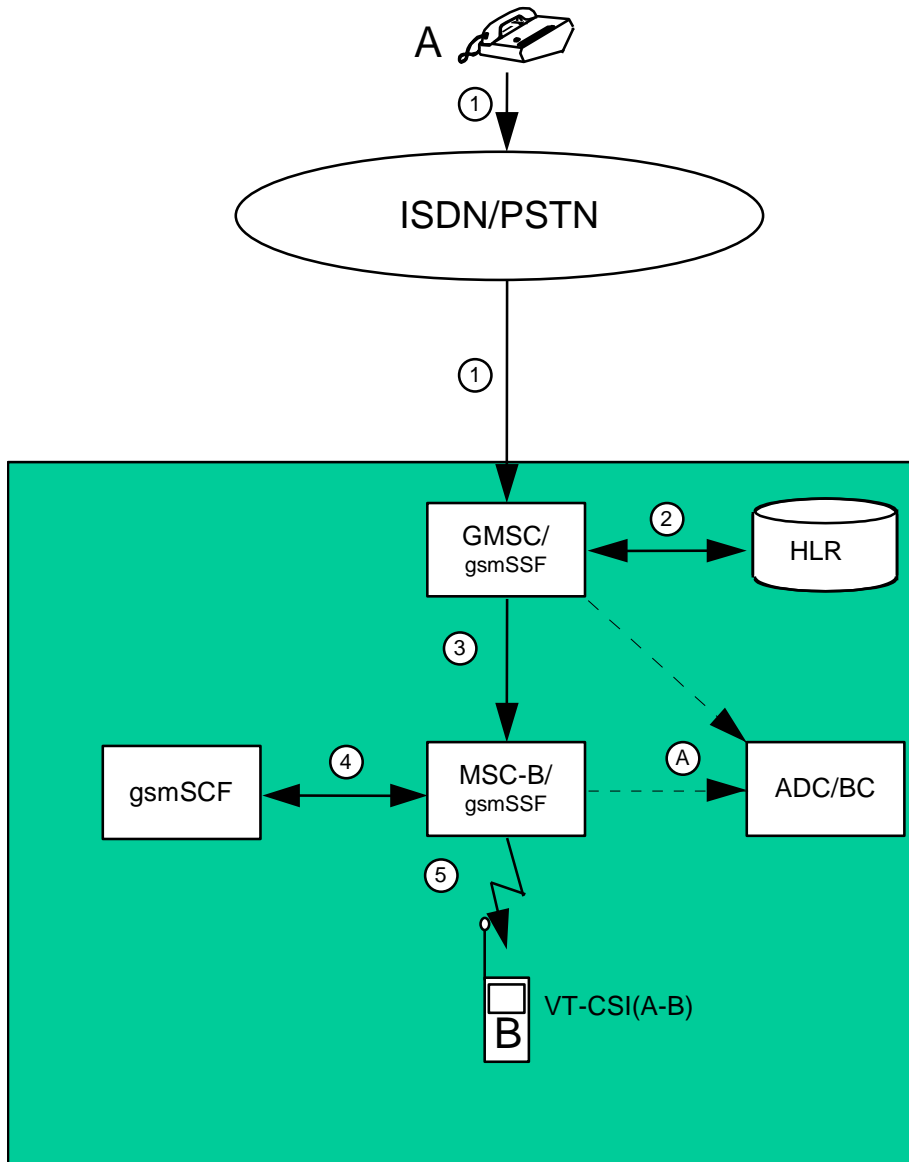 A
1
ISDN/PSTN
1
GMSC/
gsmSSF
2
HLR
3
gsmSCF
4
MSC-B/
gsmSSF
A
ADC/BC
5
B
VT-CSI(A-B)